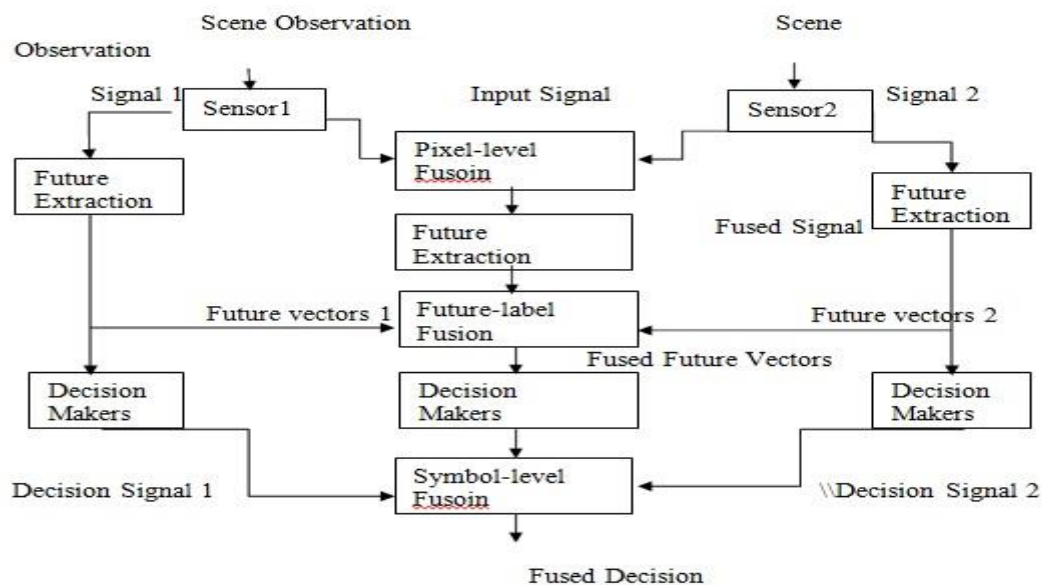 Scene Observation
Scene
Observation
Signal 1
Sensor1
Input Signal
Sensor2
Signal 2
Pixel-level
Fusoin
Future
Extraction
Future
Extraction
Fused Signal
Future
Extraction
Future vectors 1
Future-label
Fusion
Future vectors 2
Fused Future Vectors
Decision
Makers
Decision
Makers
Decision
Makers
Decision Signal 1
Symbol-level
Fusoin
\\Decision Signal 2
Fused Decision